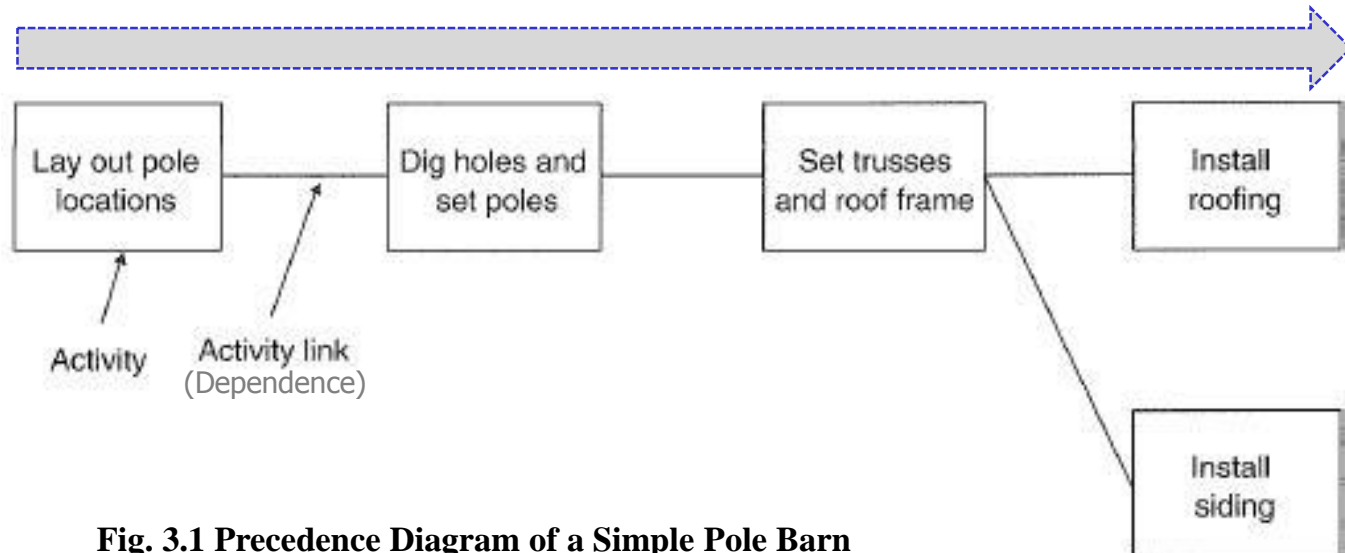 Lay out pole
locations
Dig holes and
set poles
Set trusses
and roof frame
Install
roofing
Activity
Activity link
(Dependence)
Install
siding
Fig. 3.1 Precedence Diagram of a Simple Pole Barn